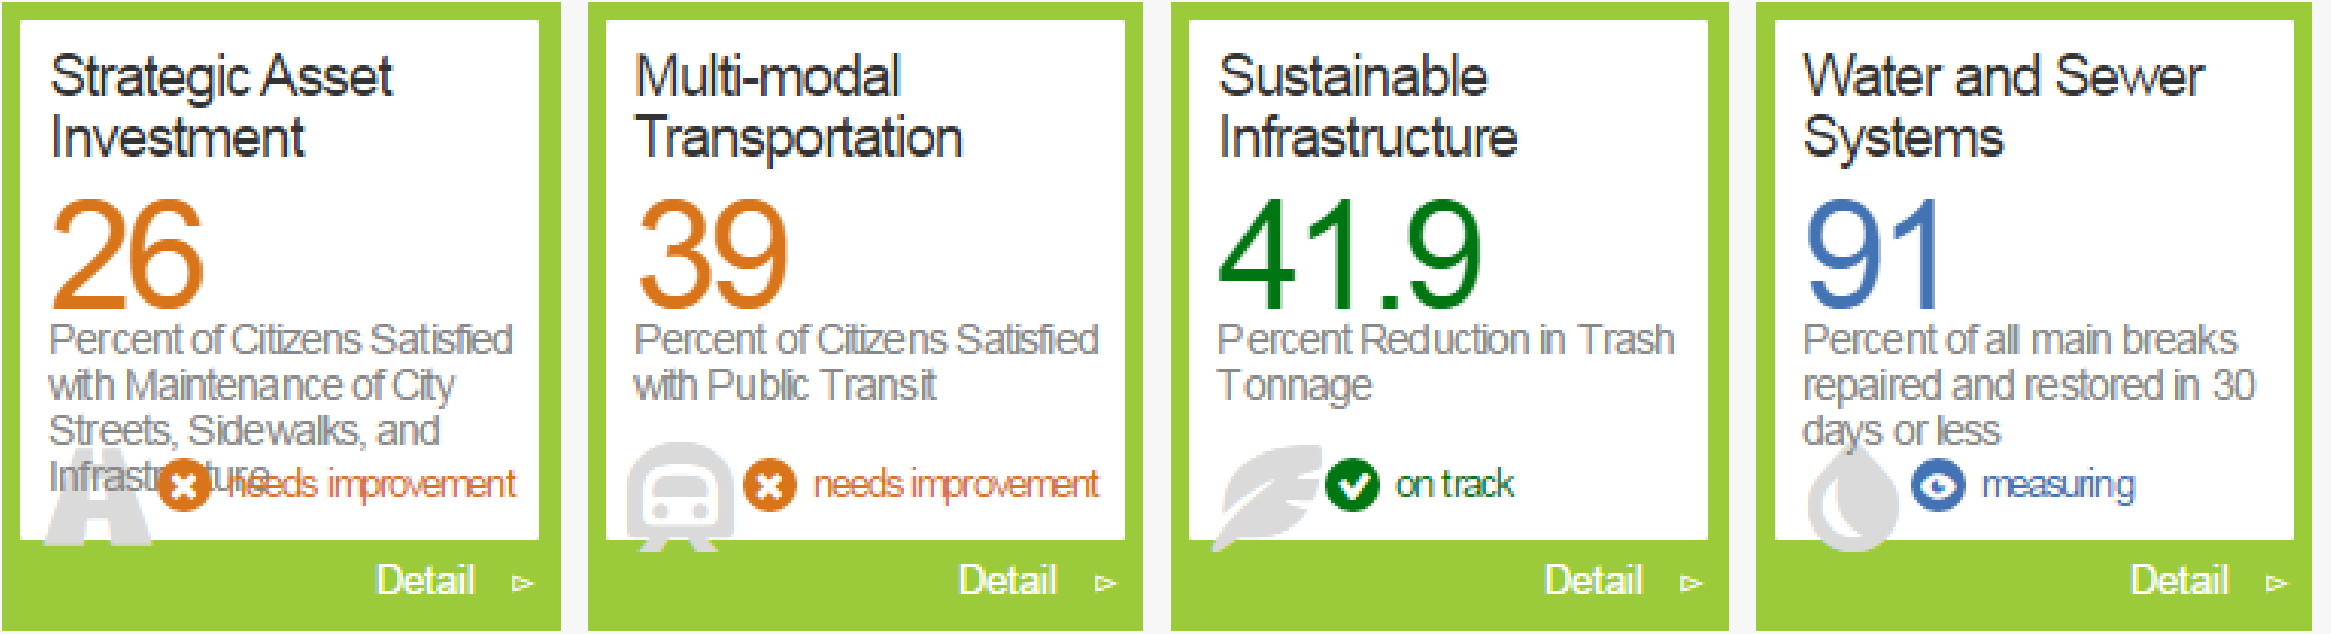 Strategic Asset
Investment
26
Percent of Citizens Satisfied
with Maintenance of City
Streets, Sidewalks, and
Infrastructure
needs improvement
Detail
Multi-modal
Transportation
39
Percent of Citizens Satisfied
with Public Transit
needs improvement
Detail
Sustainable
Infrastructure
41.9
Percent Reduction in Trash
Tonnage
on track
Detail
Water and Sewer
Systems
91
Percent of all main breaks
repaired and restored in 30
days or less
measuring
Detail